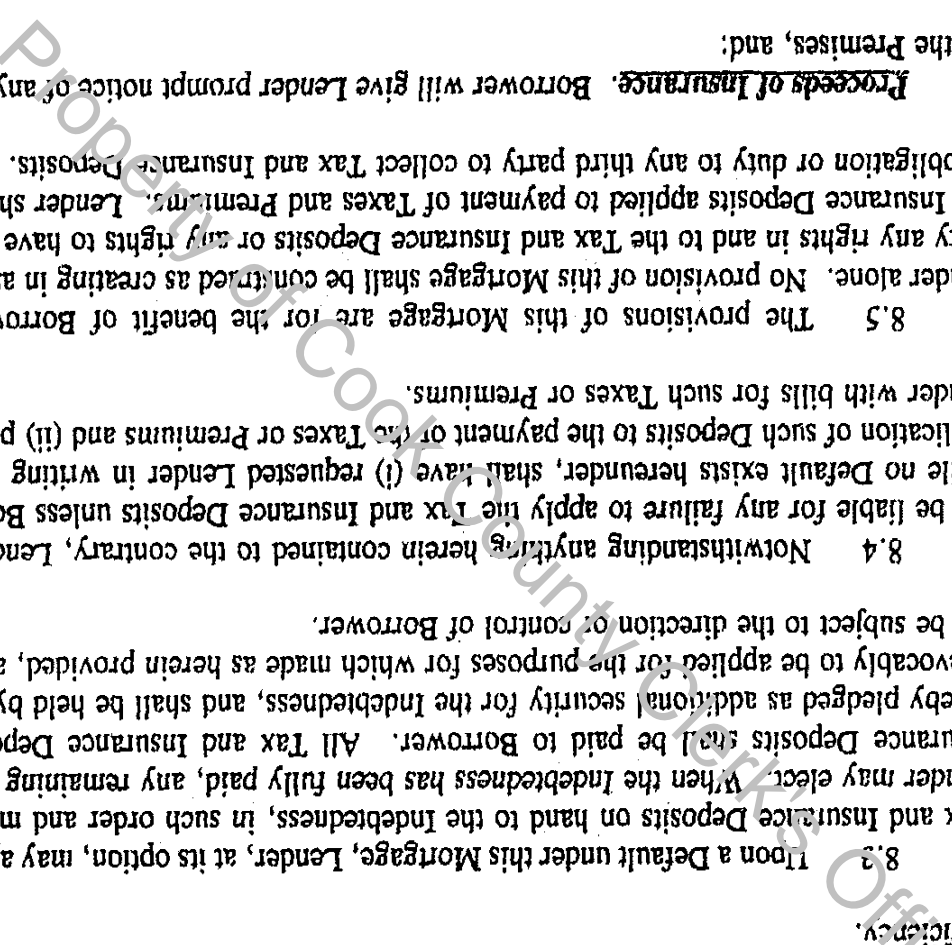 iciency.
8.3 Upon a Default under this Mortgage, Lender, at its option, may a
x and Insurance Deposits on hand to the Indebtedness, in such order and m
nder may elect. When the Indebtedness has been fully paid, any remaining
urance Deposits shall be paid to Borrower. All Tax and Insurance Depo
eby pledged as additional security for the Indebtedness, and shall be held by
evocably to be applied for the purposes for which made as herein provided, a
be subject to the direction or control of Borrower.
8.4 Notwithstanding anything herein contained to the contrary, Lend
be liable for any failure to apply the Tax and Insurance Deposits unless Bo
ile no Default exists hereunder, shall have (i) requested Lender in writing
lication of such Deposits to the payment of the Taxes or Premiums and (ii) p
nder with bills for such Taxes or Premiums.
8.5 The provisions of this Mortgage are for the benefit of Borrow
nder alone. No provision of this Mortgage shall be construed as creating in a
ty any rights in and to the Tax and Insurance Deposits or any rights to have
Insurance Deposits applied to payment of Taxes and Premiums. Lender sh
obligation or duty to any third party to collect Tax and Insurance Deposits.
Proceeds of Insurance. Borrower will give Lender prompt notice of any
the Premises, and:
Property of Cook County Clerk's Offi